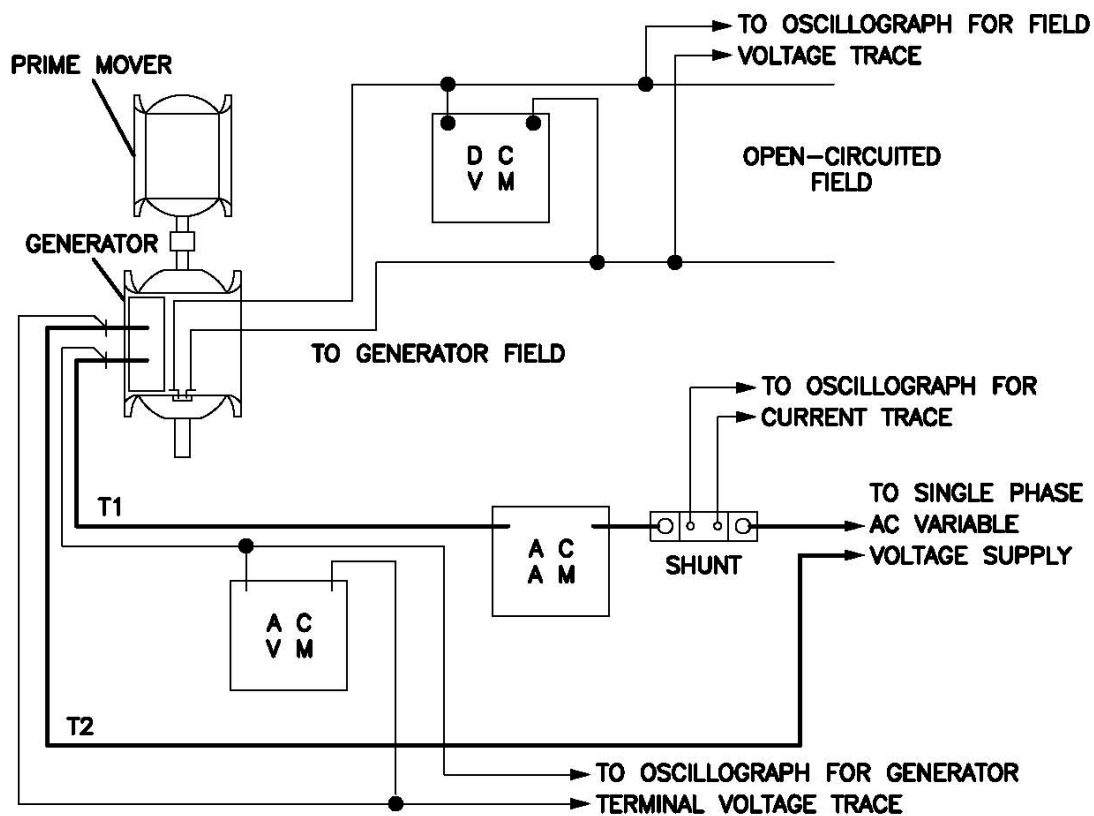 TO OSCILLOGRAPH FOR FIELD
VOLTAGE TRACE
PRIME MOVER
D C
V M
OPEN-CIRCUITED
FIELD
GENERATOR
TO GENERATOR FIELD
TO OSCILLOGRAPH FOR
CURRENT TRACE
T1
TO SINGLE PHASE
AC VARIABLE
VOLTAGE SUPPLY
A C
A M
SHUNT
A C
V M
T2
TO OSCILLOGRAPH FOR GENERATOR
TERMINAL VOLTAGE TRACE